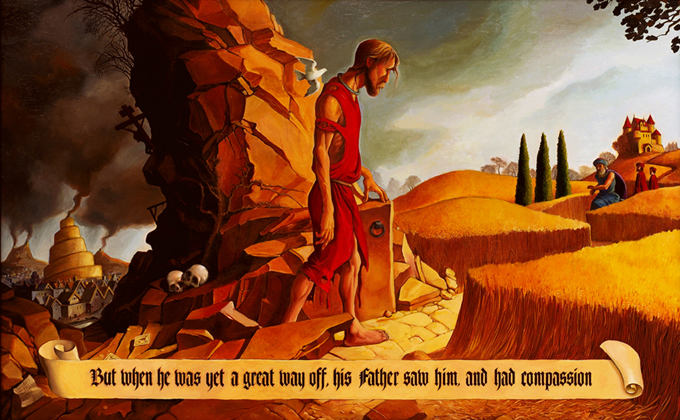 But when he was yet a great way off, his Father saw him, and had compassion